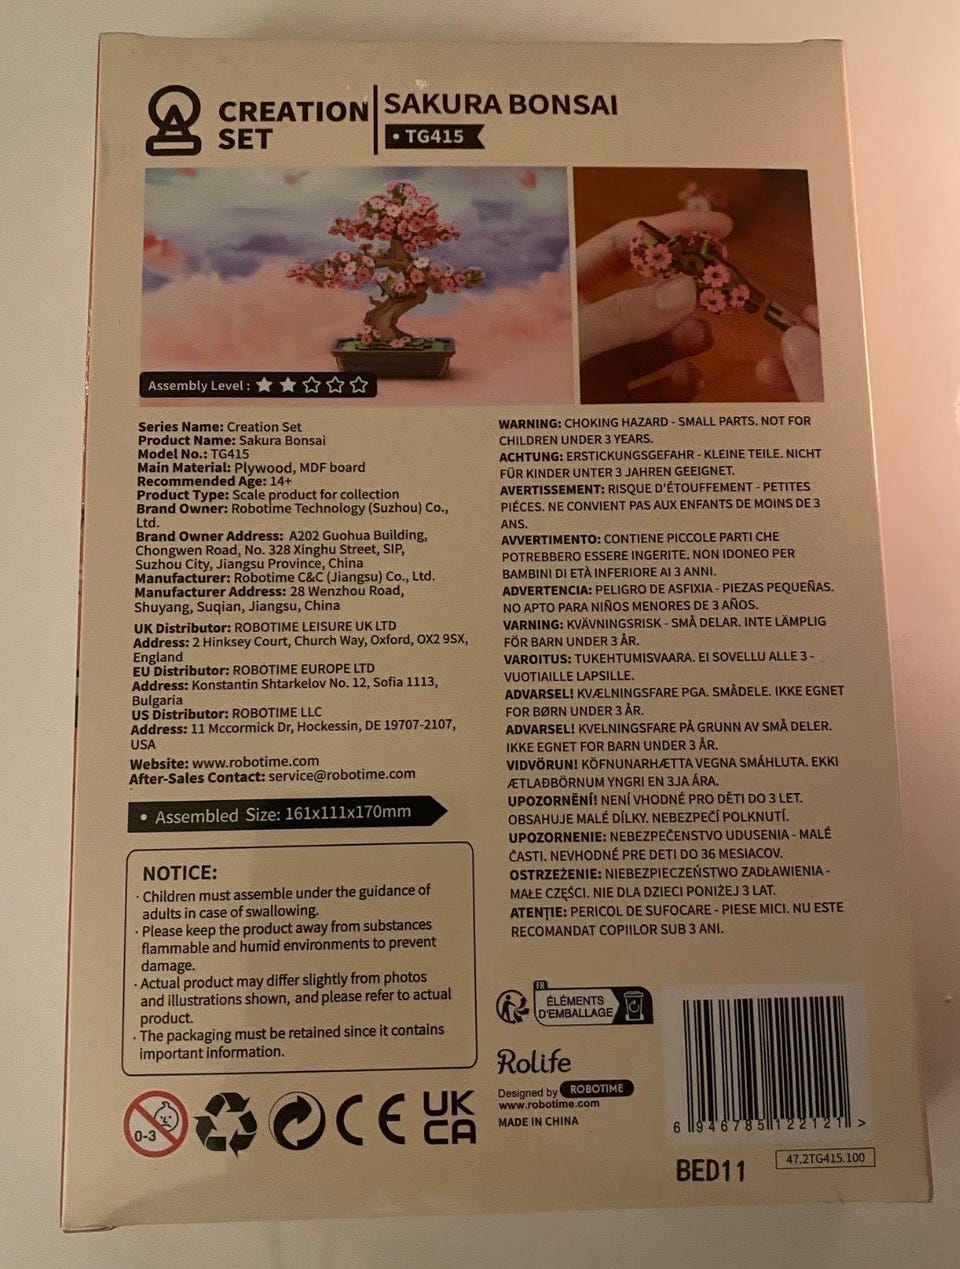 CREATION
SET
SAKURA BONSAI
• TG415
Assembly Level :
Series Name: Creation Set
Product Name: Sakura Bonsai
Model No.: TG415
Main Material: Plywood, MDF board
Recommended Age: 14+
Product Type: Scale product for collection
Brand Owner: Robotime Technology (Suzhou) Co.,
Ltd.
Brand Owner Address: A202 Guohua Building,
Chongwen Road, No. 328 Xinghu Street, SIP,
Suzhou City, Jiangsu Province, China
Manufacturer: Robotime C&C (Jiangsu) Co., Ltd.
Manufacturer Address: 28 Wenzhou Road,
Shuyang, Suqian, Jiangsu, China
UK Distributor: ROBOTIME LEISURE UK LTD
Address: 2 Hinksey Court, Church Way, Oxford, OX2 9SX,
England
EU Distributor: ROBOTIME EUROPE LTD
Address: Konstantin Shtarkelov No. 12, Sofia 1113,
Bulgaria
US Distributor: ROBOTIME LLC
Address: 11 Mccormick Dr, Hockessin, DE 19707-2107,
USA
Website: www.robotime.com
After-Sales Contact: service@robotime.com
• Assembled Size: 161x111x170mm
NOTICE:
· Children must assemble under the guidance of
adults in case of swallowing.
· Please keep the product away from substances
flammable and humid environments to prevent
damage.
· Actual product may differ slightly from photos
and illustrations shown, and please refer to actual
product.
· The packaging must be retained since it contains
important information.
0-3
CE
UK
CA
WARNING: CHOKING HAZARD - SMALL PARTS. NOT FOR
CHILDREN UNDER 3 YEARS.
ACHTUNG: ERSTICKUNGSGEFAHR - KLEINE TEILE. NICHT
FÜR KINDER UNTER 3 JAHREN GEEIGNET.
AVERTISSEMENT: RISQUE D'ÉTOUFFEMENT - PETITES
PIÉCES. NE CONVIENT PAS AUX ENFANTS DE MOINS DE 3
ANS.
AVVERTIMENTO: CONTIENE PICCOLE PARTI CHE
POTREBBERO ESSERE INGERITE. NON IDONEO PER
BAMBINI DI ETÀ INFERIORE AI 3 ANNI.
ADVERTENCIA: PELIGRO DE ASFIXIA - PIEZAS PEQUEÑAS.
NO APTO PARA NIÑOS MENORES DE 3 AÑOS.
VARNING: KVÄVNINGSRISK - SMÅ DELAR. INTE LÄMPLIG
FÖR BARN UNDER 3 ÅR.
VAROITUS: TUKEHTUMISVAARA. EI SOVELLU ALLE 3 -
VUOTIAILLE LAPSILLE.
ADVARSEL! KVÆLNINGSFARE PGA. SMÅDELE. IKKE EGNET
FOR BØRN UNDER 3 ÅR.
ADVARSEL! KVELNINGSFARE PÅ GRUNN AV SMÅ DELER.
IKKE EGNET FOR BARN UNDER 3 ÅR.
VIDVÖRUN! KÖFNUNARHÆTTA VEGNA SMÁHLUTA. EKKI
ÆTLAÐBÖRNUM YNGRI EN 3JA ÁRA.
UPOZORNĚNÍ! NENÍ VHODNÉ PRO DĚTI DO 3 LET.
OBSAHUJE MALÉ DÍLKY. NEBEZPEČÍ POLKNUTÍ.
UPOZORNENIE: NEBEZPEČENSTVO UDUSENIA - MALÉ
ČASTI. NEVHODNÉ PRE DETI DO 36 MESIACOV.
OSTRZEŻENIE: NIEBEZPIECZEŃSTWO ZADŁAWIENIA -
MAŁE CZĘŚCI. NIE DLA DZIECI PONIŻEJ 3 LAT.
ATENȚIE: PERICOL DE SUFOCARE - PIESE MICI. NU ESTE
RECOMANDAT COPIILOR SUB 3 ANI.
FR
ÉLÉMENTS
D'EMBALLAGE
Rolife
Designed by ROBOTIME
www.robotime.com
MADE IN CHINA
6 946785 122121 >
47.2TG415.100
BED11